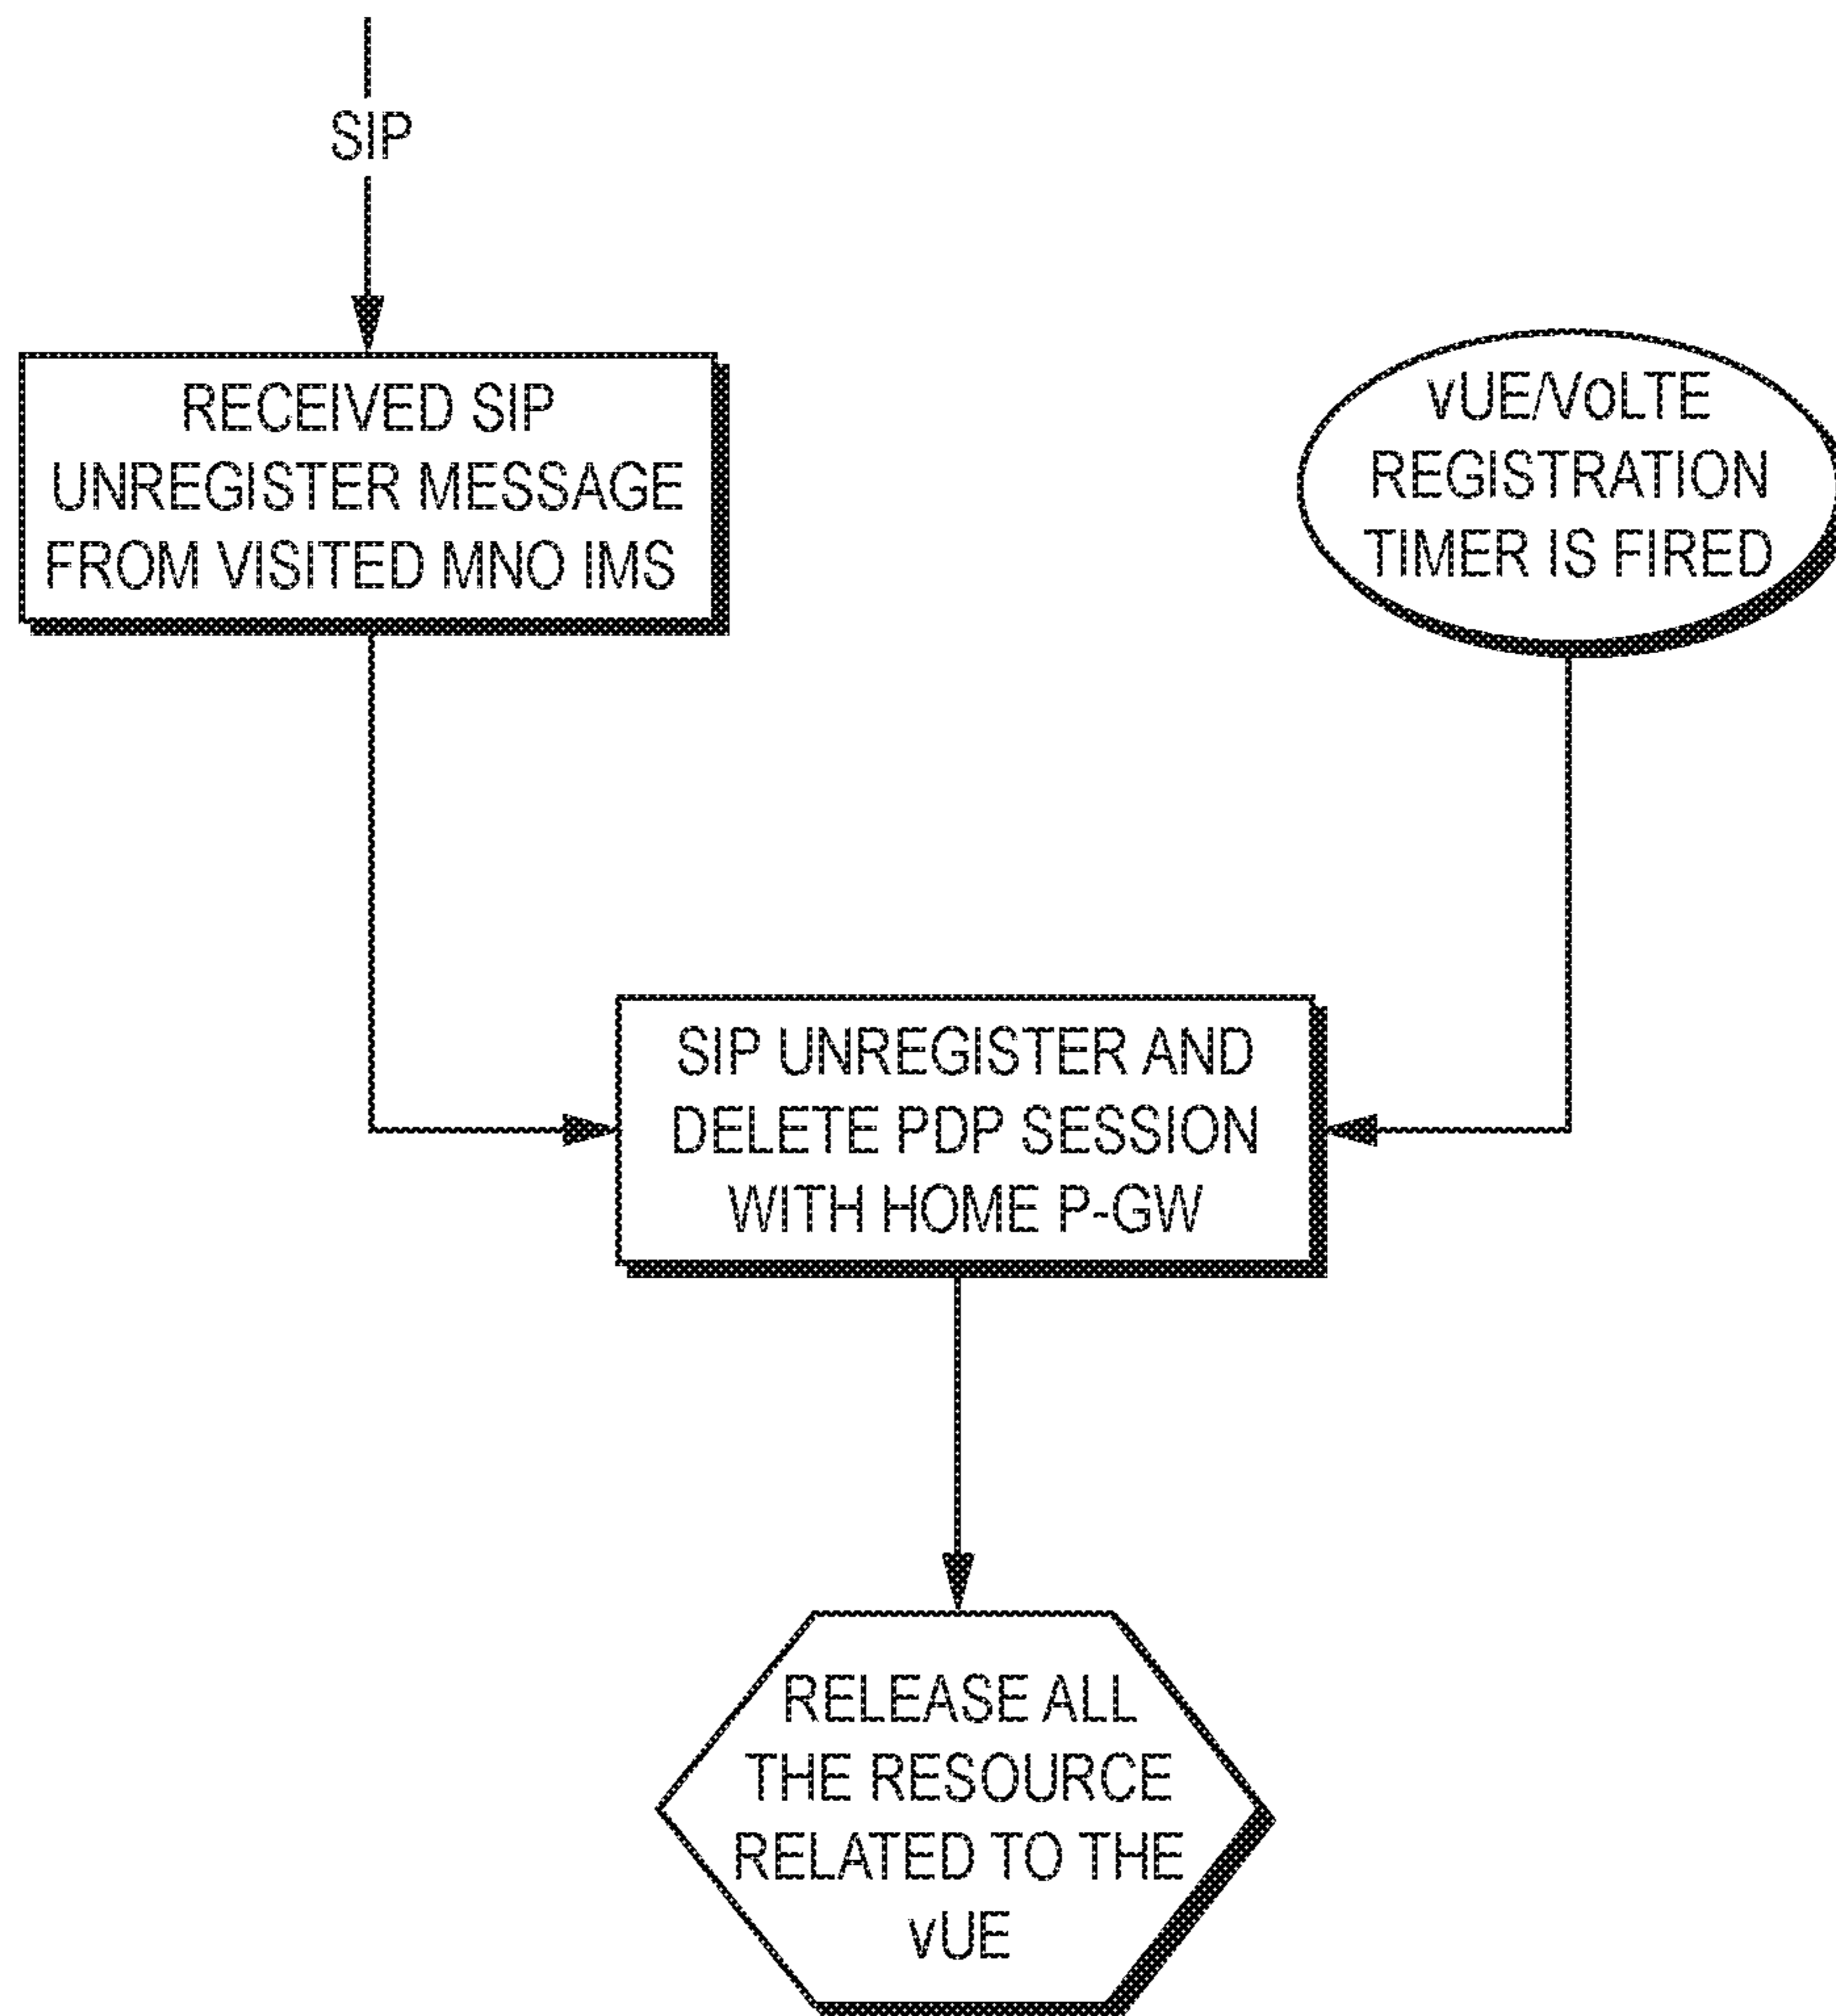 SIP
RECEIVED SIP
UNREGISTER MESSAGE
FROM VISITED MNO IMS
vUE/VoLTE
REGISTRATION
TIMER IS FIRED
SIP UNREGISTER AND
DELETE PDP SESSION
WITH HOME P-GW
RELEASE ALL
THE RESOURCE
RELATED TO THE
vUE